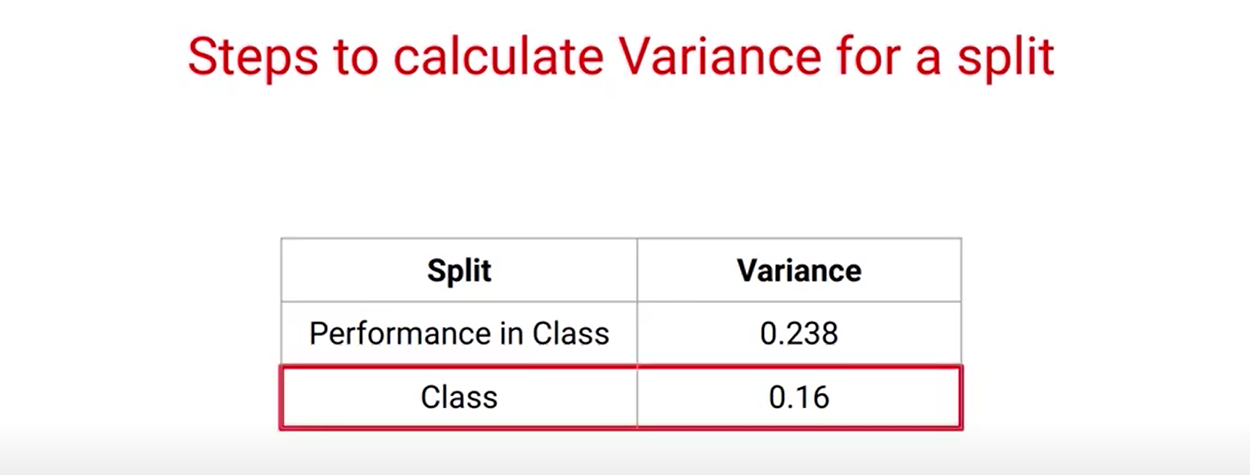 Steps to calculate Variance for a split
Split Variance
Performance in Class 0.238
Class 0.16